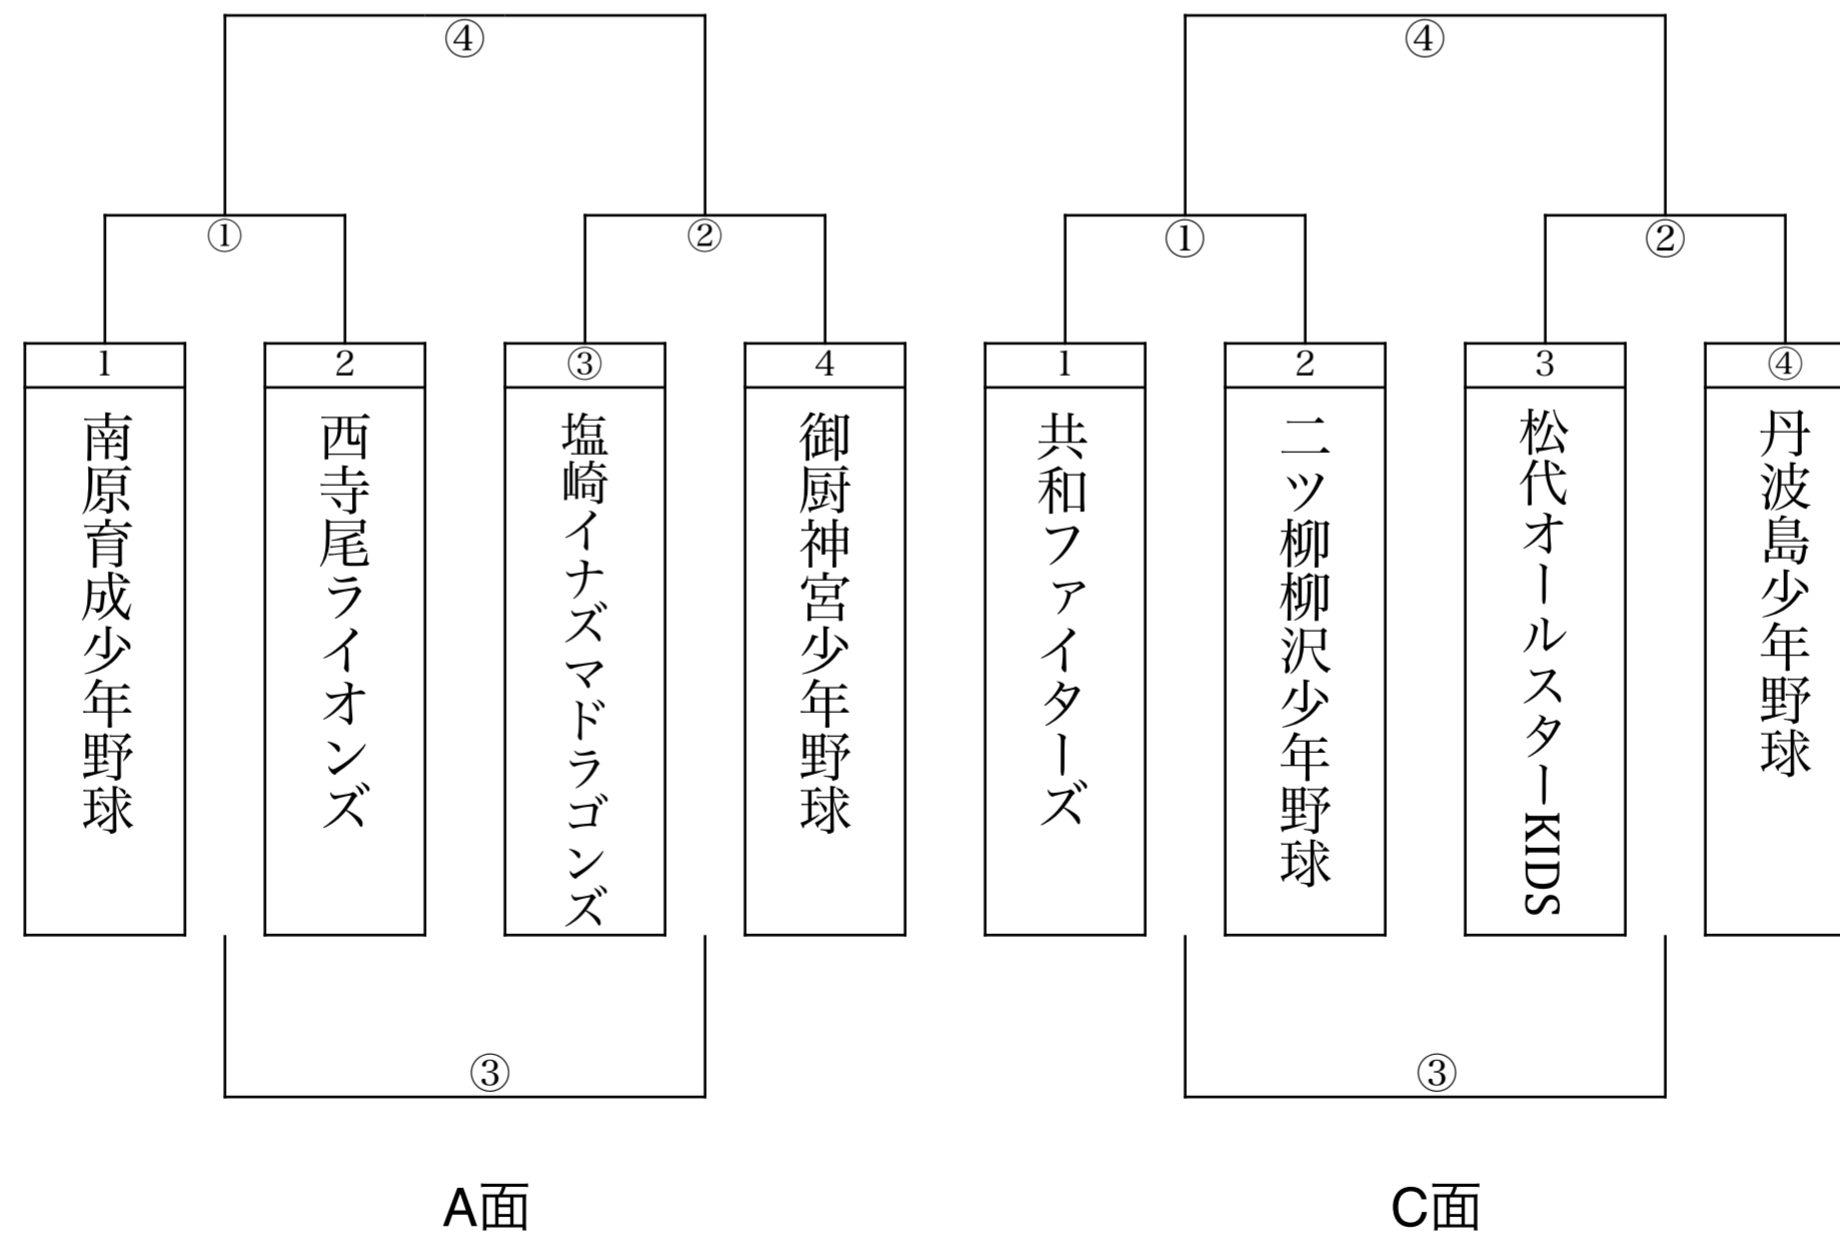 ④ ④
① ② ① ②
1 2 ③ 4 1 2 3 ④
南原育成少年野球
西寺尾ライオンズ
塩崎イナズマドラゴンズ
御厨神宮少年野球
共和ファイターズ
二ツ柳柳沢少年野球
松代オールスターKIDS
丹波島少年野球
③ ③
A面 C面